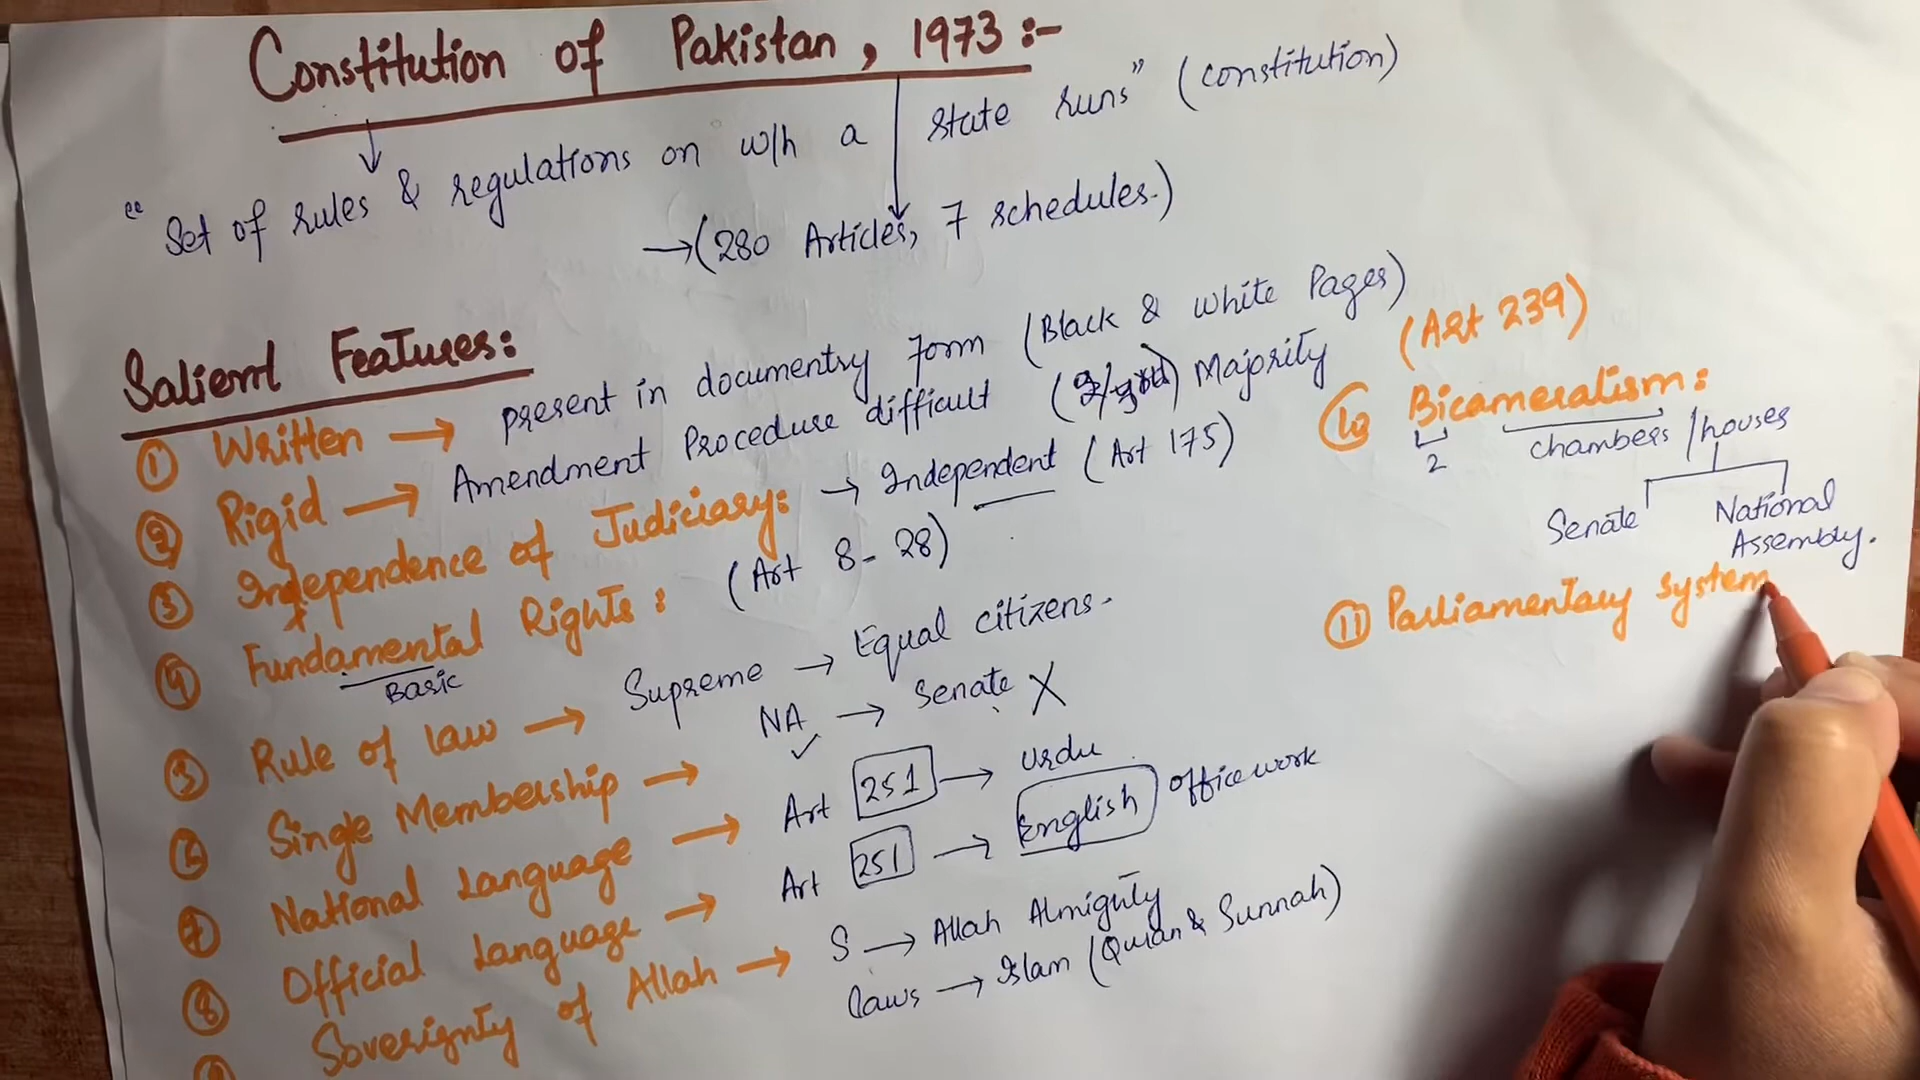 Constitution of Pakistan, 1973 :-
"Set of rules & regulations on w/h a state runs" (constitution)
→(280 Articles, 7 schedules.)
Salient Features:
① Written → present in documentry form (Black & white Pages)
② Rigid → Amendment Procedure difficult (2/3rd) Majority (Art 239)
③ Independence of Judiciary: → Independent (Art 175)
④ Fundamental Rights: (Art 8-28)
Basic
⑤ Rule of law → Supreme → Equal citizens.
⑥ Single Membership → NA → Senate X
✓
⑦ National Language → Art 251 → Urdu
⑧ Official Language → Art 251 → English office work
Soverignty of Allah → S → Allah Almighty
Laws → Islam (Quran & Sunnah)
⑩ Bicameralism:
2 chambers/houses
Senate National Assembly.
⑪ Parliamentary system